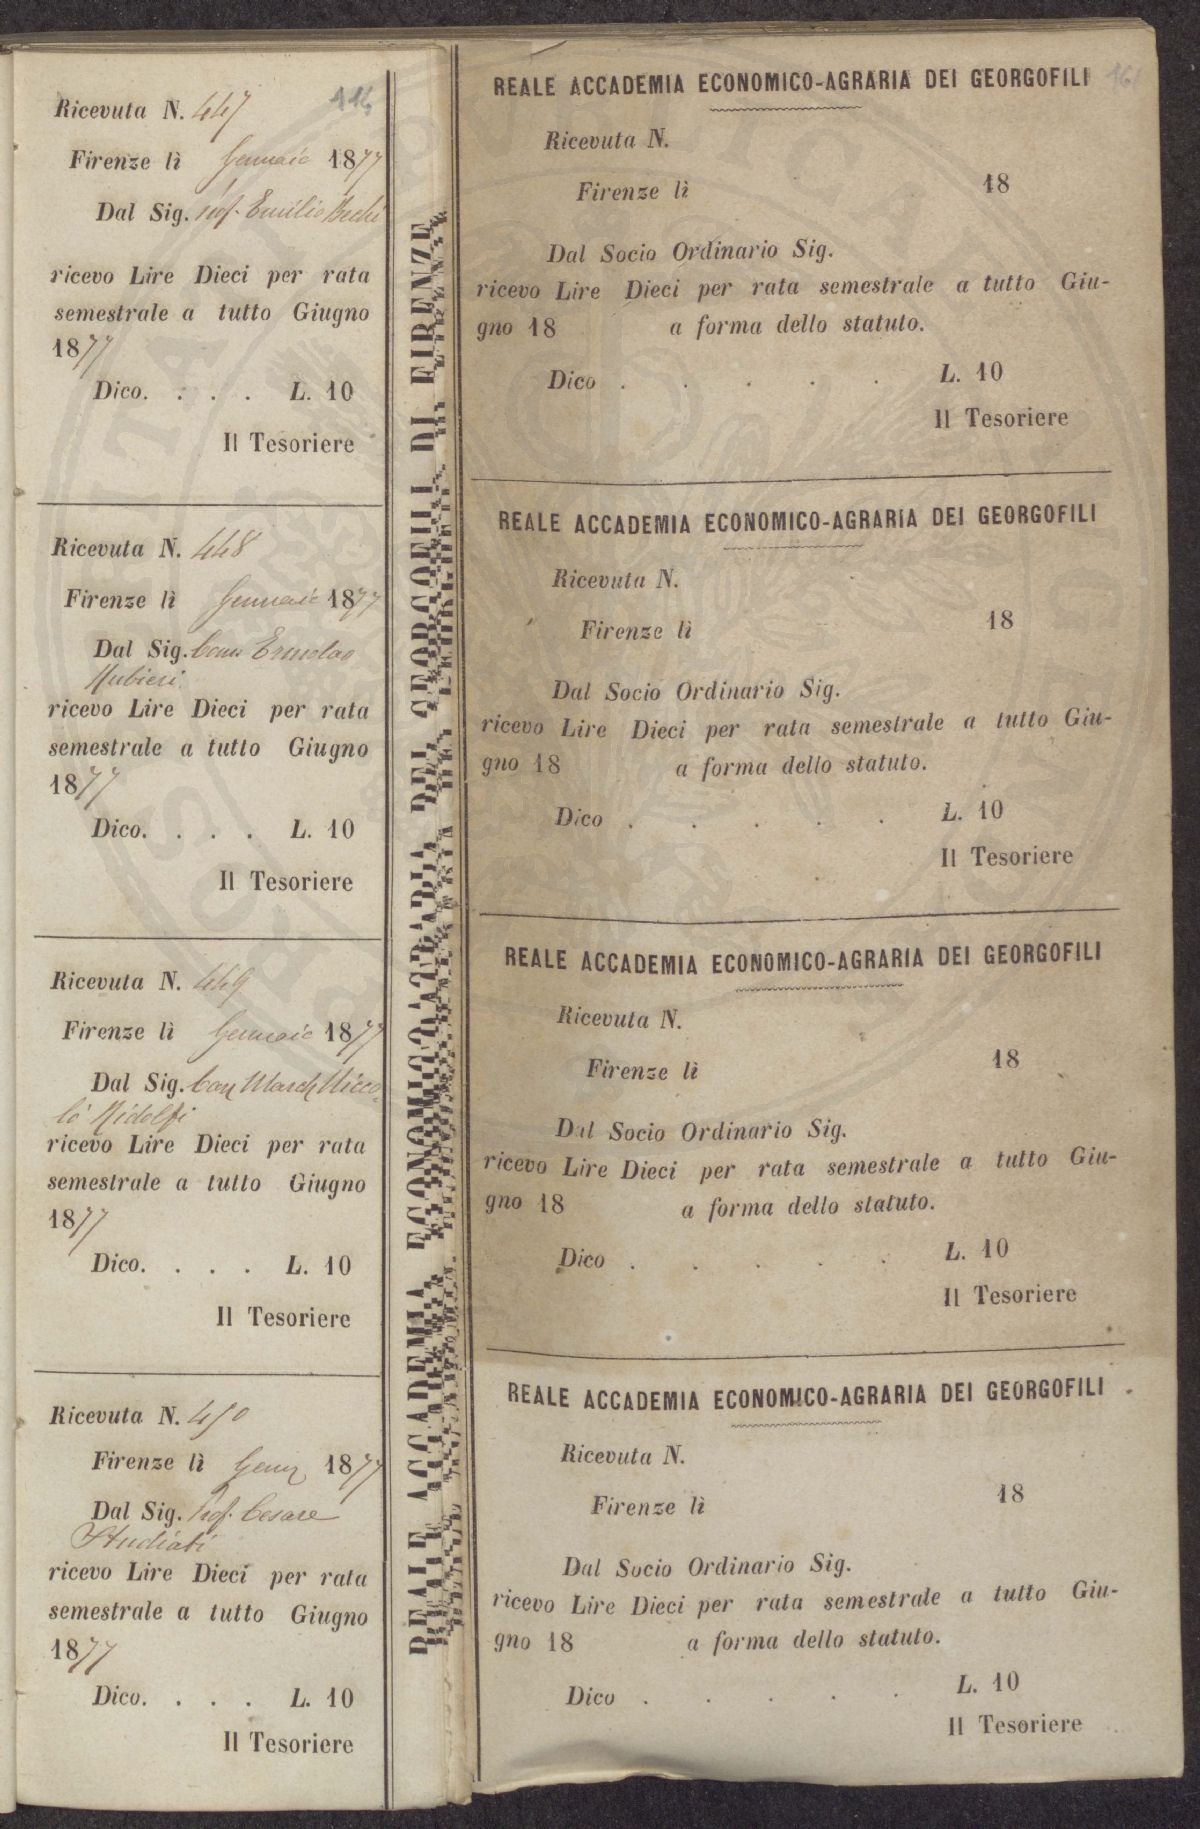 116
Ricevuta N. 447
Firenze lì Gennaio 1877
Dal Sig. Prof. Emilio Bechi
ricevo Lire Dieci per rata
semestrale a tutto Giugno
1877
Dico. . . . L. 10
Il Tesoriere
Ricevuta N. 448
Firenze lì Gennaio 1877
Dal Sig. Ermolao
Rubieri
ricevo Lire Dieci per rata
semestrale a tutto Giugno
1877
Dico. . . . L. 10
Il Tesoriere
Ricevuta N. 449
Firenze lì Gennaio 1877
Dal Sig. Cav March Nicco-
lò Ridolfi
ricevo Lire Dieci per rata
semestrale a tutto Giugno
1877
Dico. . . . L. 10
Il Tesoriere
Ricevuta N. 450
Firenze lì Genn 1877
Dal Sig. Prof. Cesare
Studiati
ricevo Lire Dieci per rata
semestrale a tutto Giugno
1877
Dico. . . . L. 10
Il Tesoriere
REALE ACCADEMIA ECONOMICO-AGRARIA DEI GEORGOFILI DI FIRENZE
REALE ACCADEMIA ECONOMICO-AGRARIA DEI GEORGOFILI
Ricevuta N.
Firenze lì 18
Dal Socio Ordinario Sig.
ricevo Lire Dieci per rata semestrale a tutto Giu-
gno 18 a forma dello statuto.
Dico . . . . . L. 10
Il Tesoriere
REALE ACCADEMIA ECONOMICO-AGRARIA DEI GEORGOFILI
Ricevuta N.
Firenze lì 18
Dal Socio Ordinario Sig.
ricevo Lire Dieci per rata semestrale a tutto Giu-
gno 18 a forma dello statuto.
Dico . . . . . L. 10
Il Tesoriere
REALE ACCADEMIA ECONOMICO-AGRARIA DEI GEORGOFILI
Ricevuta N.
Firenze lì 18
Dal Socio Ordinario Sig.
ricevo Lire Dieci per rata semestrale a tutto Giu-
gno 18 a forma dello statuto.
Dico . . . . . L. 10
Il Tesoriere
REALE ACCADEMIA ECONOMICO-AGRARIA DEI GEORGOFILI
Ricevuta N.
Firenze lì 18
Dal Socio Ordinario Sig.
ricevo Lire Dieci per rata semestrale a tutto Giu-
gno 18 a forma dello statuto.
Dico . . . . . L. 10
Il Tesoriere